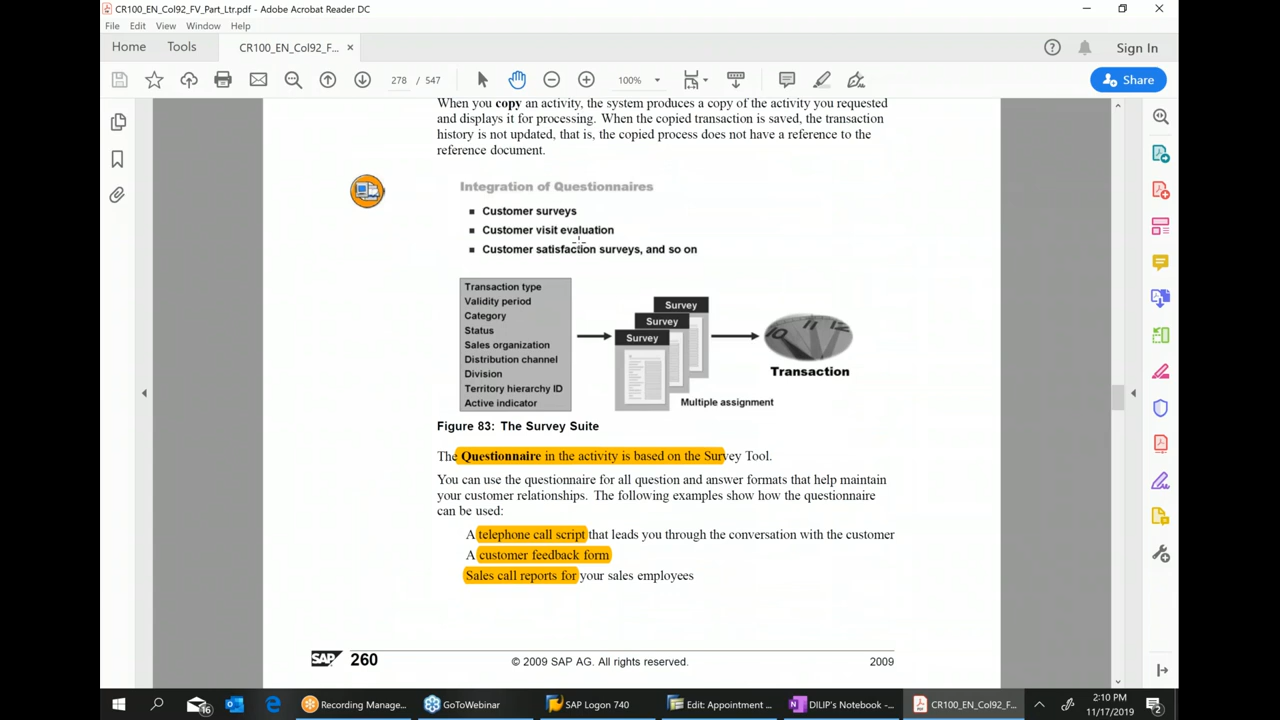 CR100_EN_Col92_FV_Part_Ltr.pdf - Adobe Acrobat Reader DC
File Edit View Window Help
Home Tools CR100_EN_Col92_F... × Sign In
278 / 547 100% Share
When you copy an activity, the system produces a copy of the activity you requested
and displays it for processing. When the copied transaction is saved, the transaction
history is not updated, that is, the copied process does not have a reference to the
reference document.
Integration of Questionnaires
Customer surveys
Customer visit evaluation
Customer satisfaction surveys, and so on
Transaction type
Validity period
Category
Status
Sales organization
Distribution channel
Division
Territory hierarchy ID
Active indicator
Survey
Survey
Survey
Multiple assignment
10 11 12
Transaction
Figure 83: The Survey Suite
The Questionnaire in the activity is based on the Survey Tool.
You can use the questionnaire for all question and answer formats that help maintain
your customer relationships. The following examples show how the questionnaire
can be used:
A telephone call script that leads you through the conversation with the customer
A customer feedback form
Sales call reports for your sales employees
SAP 260 © 2009 SAP AG. All rights reserved. 2009
16 Recording Manage... GoToWebinar SAP Logon 740 Edit: Appointment ... DILIP's Notebook -... CR100_EN_Col92_F... 2:10 PM
11/17/2019 2